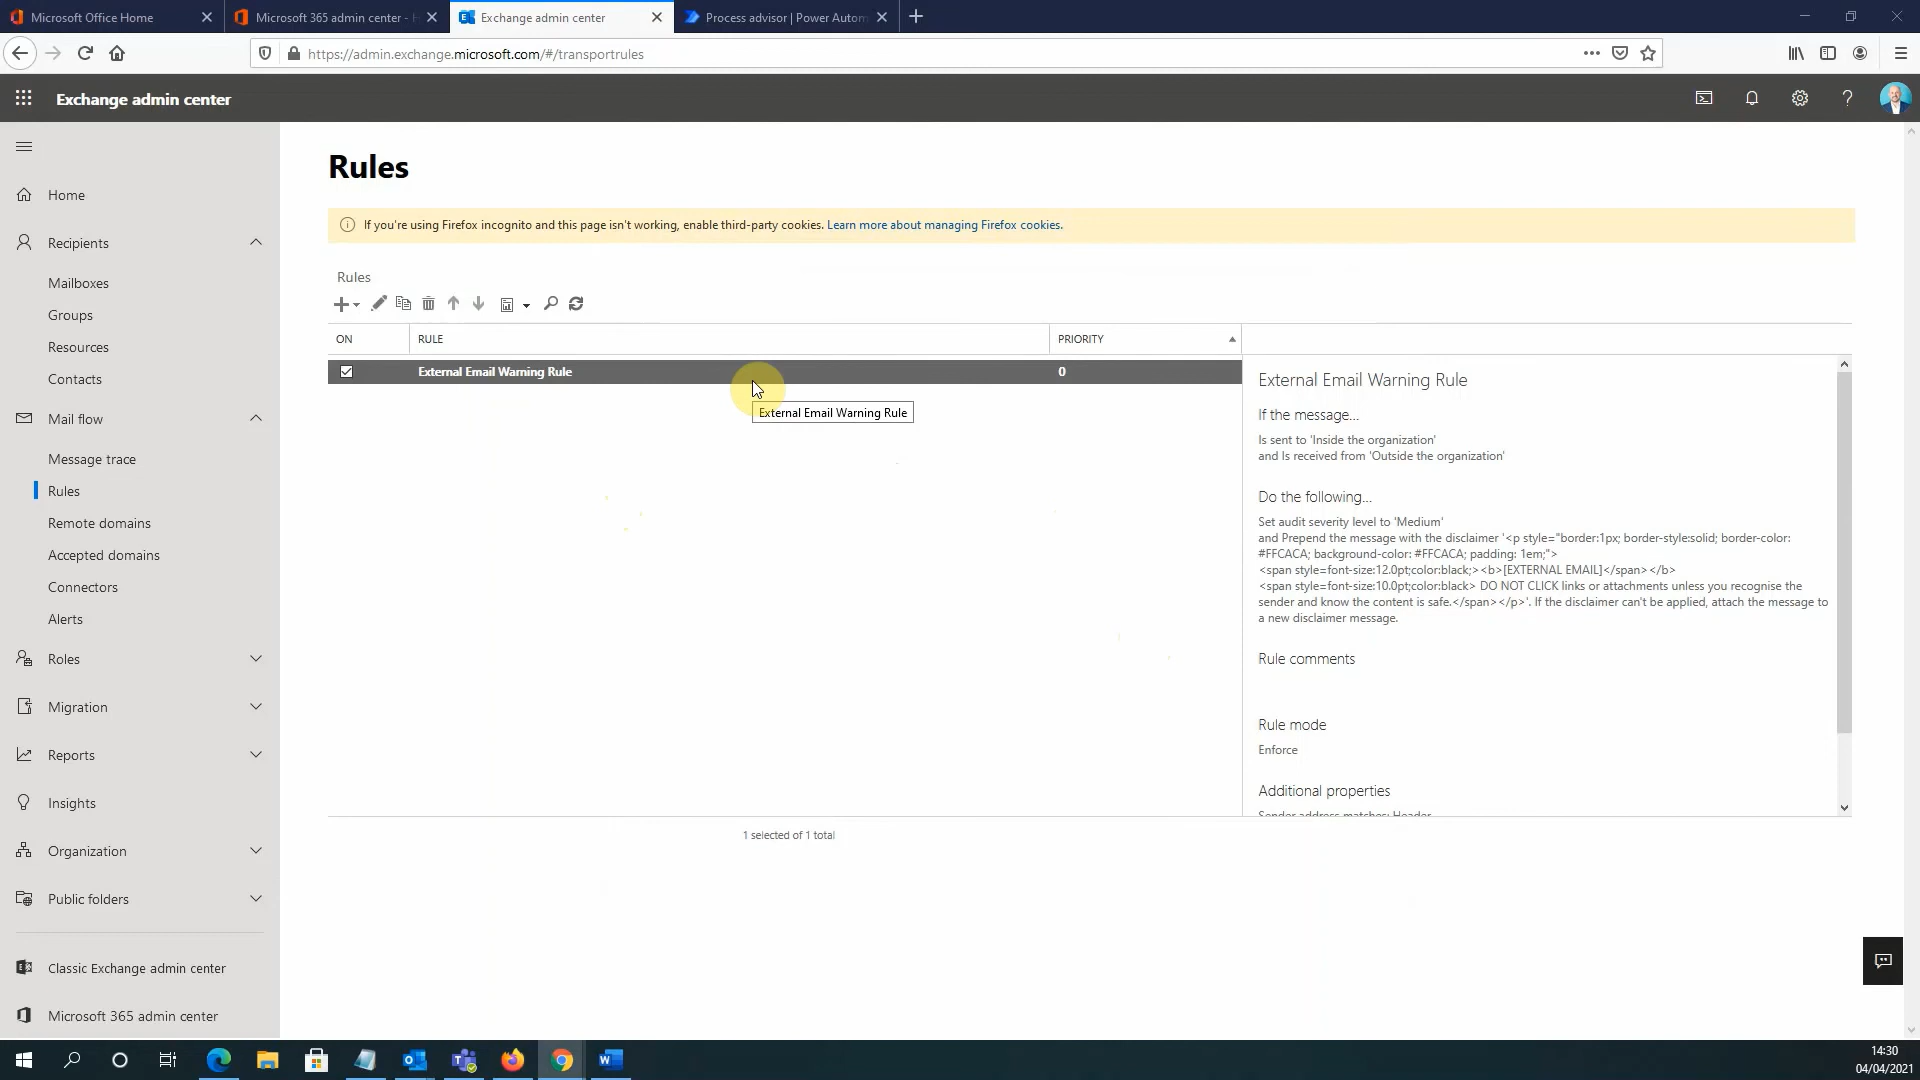 Microsoft Office Home
Microsoft 365 admin center -
Exchange admin center
Process advisor | Power Autom
https://admin.exchange.microsoft.com/#/transportrules
Exchange admin center
Home
Recipients
Mailboxes
Groups
Resources
Contacts
Mail flow
Message trace
Rules
Remote domains
Accepted domains
Connectors
Alerts
Roles
Migration
Reports
Insights
Organization
Public folders
Classic Exchange admin center
Microsoft 365 admin center
Rules
If you're using Firefox incognito and this page isn't working, enable third-party cookies. Learn more about managing Firefox cookies.
Rules
ON RULE PRIORITY
External Email Warning Rule 0
External Email Warning Rule
1 selected of 1 total
External Email Warning Rule
If the message...
Is sent to 'Inside the organization'
and Is received from 'Outside the organization'
Do the following...
Set audit severity level to 'Medium'
and Prepend the message with the disclaimer '<p style="border:1px; border-style:solid; border-color:
#FFCACA; background-color: #FFCACA; padding: 1em;">
<span style=font-size:12.0pt;color:black;><b>[EXTERNAL EMAIL]</span></b>
<span style=font-size:10.0pt;color:black> DO NOT CLICK links or attachments unless you recognise the
sender and know the content is safe.</span></p>'. If the disclaimer can't be applied, attach the message to
a new disclaimer message.
Rule comments
Rule mode
Enforce
Additional properties
Sender address matches: Header
14:30
04/04/2021